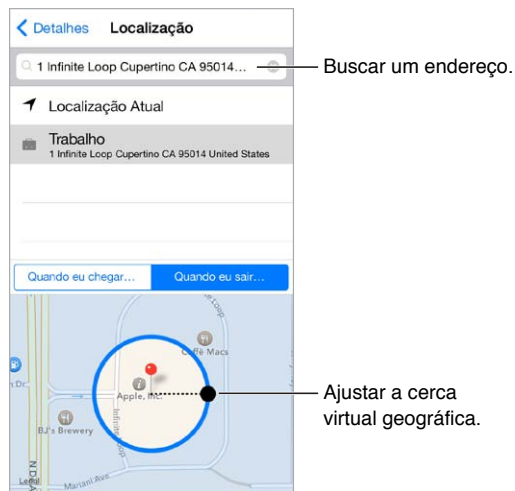 Detalhes Localização
1 Infinite Loop Cupertino CA 95014...
Buscar um endereço.
Localização Atual
Trabalho
1 Infinite Loop Cupertino CA 95014 United States
Quando eu chegar...
Quando eu sair...
Loop
Caffè Macs
n Dr
Apple, Inc.
Ajustar a cerca
virtual geográfica.
BJ's Brewery
Infinite Loop
N D
Legal
Mariani Ave